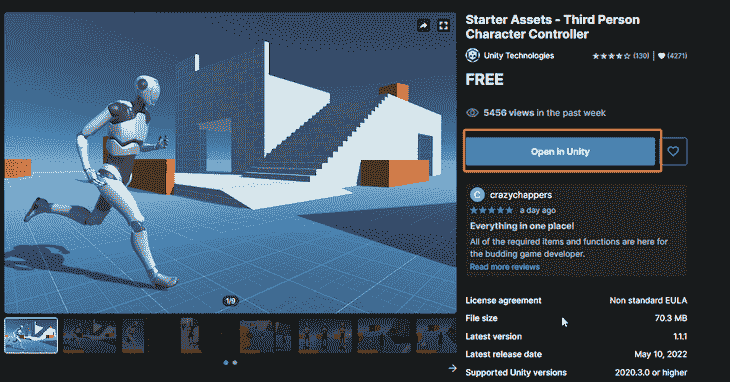 Starter Assets - Third Person
Character Controller
Unity Technologies
(130) | (4271)
FREE
5456 views in the past week
Open in Unity
C crazychappers
a day ago
Everything in one place!
All of the required items and functions are here for
the budding game developer.
Read more reviews
1/9
License agreement Non standard EULA
File size 70.3 MB
Latest version 1.1.1
Latest release date May 10, 2022
Supported Unity versions 2020.3.0 or higher